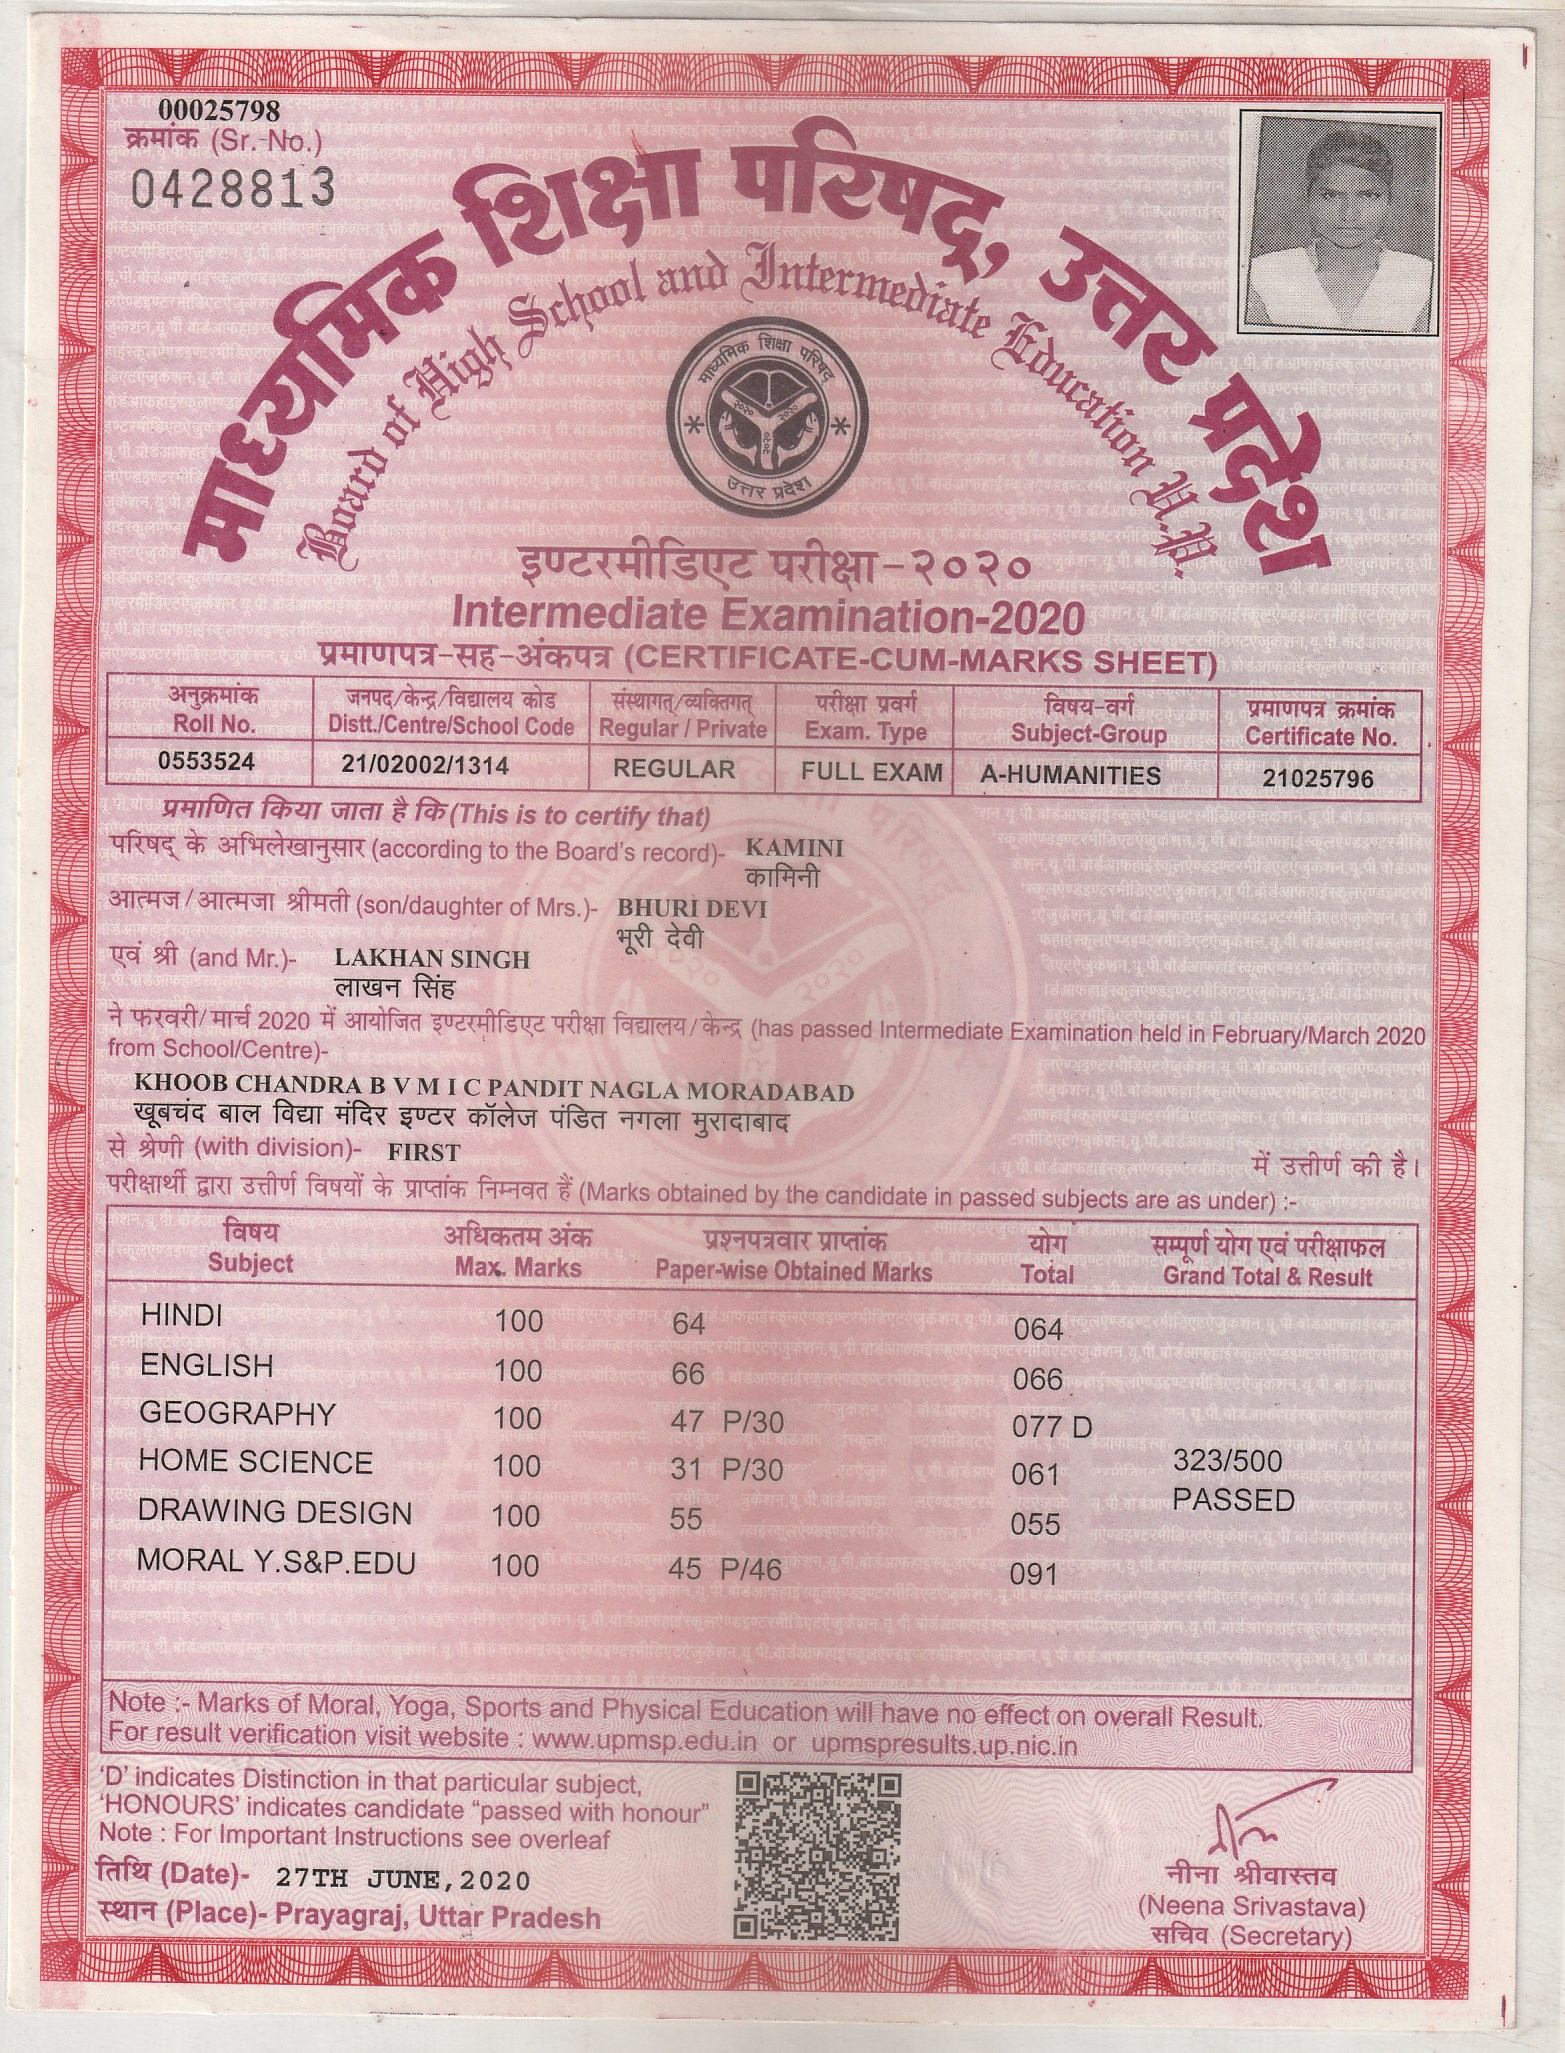 00025798
क्रमांक (Sr.-No.)
0428813
माध्यमिक शिक्षा परिषद्, उत्तर प्रदेश
Board of High School and Intermediate Education U.P.
माध्यमिक शिक्षा परिषद्
२०२० २०२०
२०२०
उत्तर प्रदेश
इण्टरमीडिएट परीक्षा-२०२०
Intermediate Examination-2020
प्रमाणपत्र-सह-अंकपत्र (CERTIFICATE-CUM-MARKS SHEET)
अनुक्रमांक जनपद/केन्द्र/विद्यालय कोड संस्थागत्/व्यक्तिगत् परीक्षा प्रवर्ग विषय-वर्ग प्रमाणपत्र क्रमांक
Roll No. Distt./Centre/School Code Regular / Private Exam. Type Subject-Group Certificate No.
0553524 21/02002/1314 REGULAR FULL EXAM A-HUMANITIES 21025796
प्रमाणित किया जाता है कि (This is to certify that)
परिषद् के अभिलेखानुसार (according to the Board's record)- KAMINI
कामिनी
आत्मज/आत्मजा श्रीमती (son/daughter of Mrs.)- BHURI DEVI
भूरी देवी
एवं श्री (and Mr.)- LAKHAN SINGH
लाखन सिंह
ने फरवरी/मार्च 2020 में आयोजित इण्टरमीडिएट परीक्षा विद्यालय/केन्द्र (has passed Intermediate Examination held in February/March 2020
from School/Centre)-
KHOOB CHANDRA B V M I C PANDIT NAGLA MORADABAD
खूबचंद बाल विद्या मंदिर इण्टर कॉलेज पंडित नगला मुरादाबाद
से श्रेणी (with division)- FIRST में उत्तीर्ण की है।
परीक्षार्थी द्वारा उत्तीर्ण विषयों के प्राप्तांक निम्नवत हैं (Marks obtained by the candidate in passed subjects are as under) :-
विषय अधिकतम अंक प्रश्नपत्रवार प्राप्तांक योग सम्पूर्ण योग एवं परीक्षाफल
Subject Max. Marks Paper-wise Obtained Marks Total Grand Total & Result
HINDI 100 64 064
ENGLISH 100 66 066
GEOGRAPHY 100 47 P/30 077 D
HOME SCIENCE 100 31 P/30 061 323/500
PASSED
DRAWING DESIGN 100 55 055
MORAL Y.S&P.EDU 100 45 P/46 091
Note :- Marks of Moral, Yoga, Sports and Physical Education will have no effect on overall Result.
For result verification visit website : www.upmsp.edu.in or upmspresults.up.nic.in
'D' indicates Distinction in that particular subject,
'HONOURS' indicates candidate "passed with honour"
Note : For Important Instructions see overleaf
तिथि (Date)- 27TH JUNE,2020
स्थान (Place)- Prayagraj, Uttar Pradesh
नीना श्रीवास्तव
(Neena Srivastava)
सचिव (Secretary)